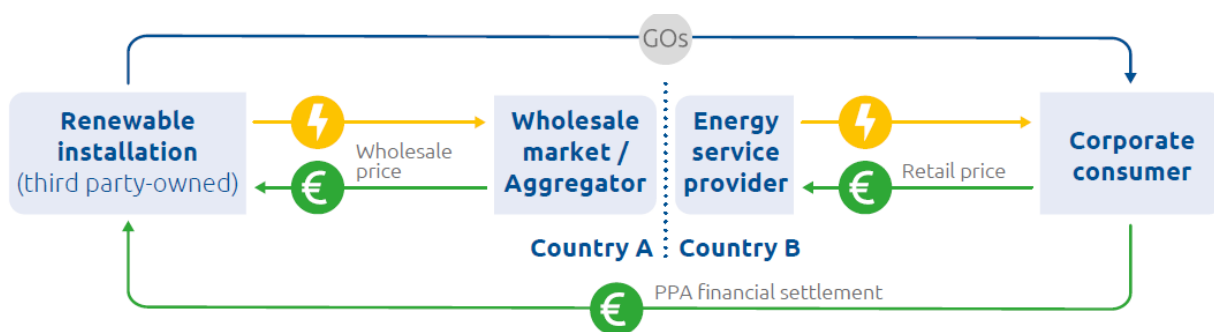 GOs
Renewable
installation
(third party-owned)
Wholesale
price
€
Wholesale
market /
Aggregator
Energy
service
provider
Retail price
€
Corporate
consumer
Country A
Country B
PPA financial settlement
€